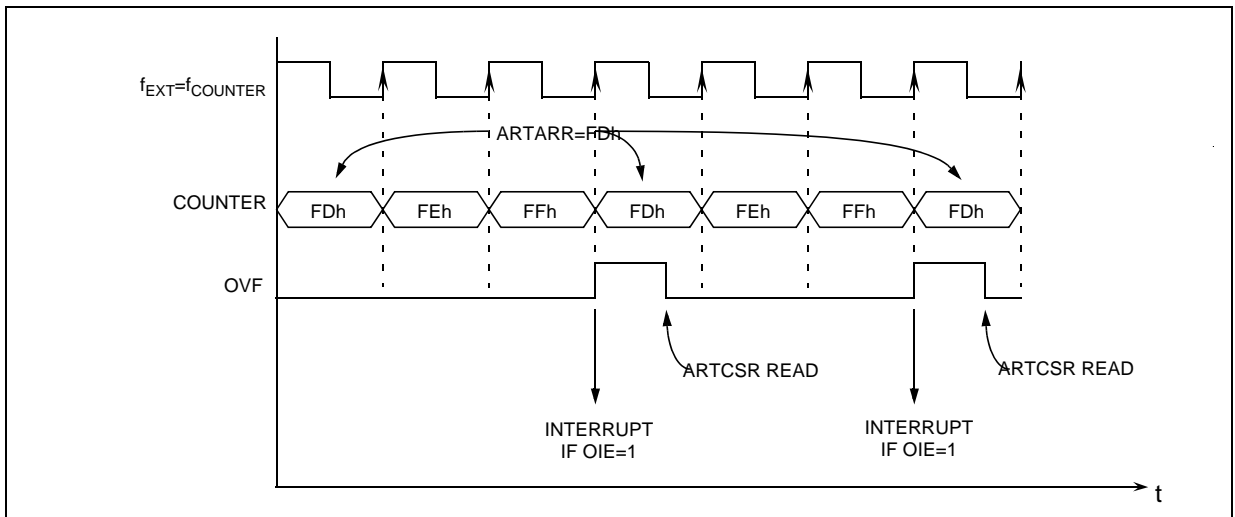 fEXT=fCOUNTER
ARTARR=FDh
COUNTER
FDh FEh FFh FDh FEh FFh FDh
OVF
ARTCSR READ
ARTCSR READ
INTERRUPT
IF OIE=1
INTERRUPT
IF OIE=1
t